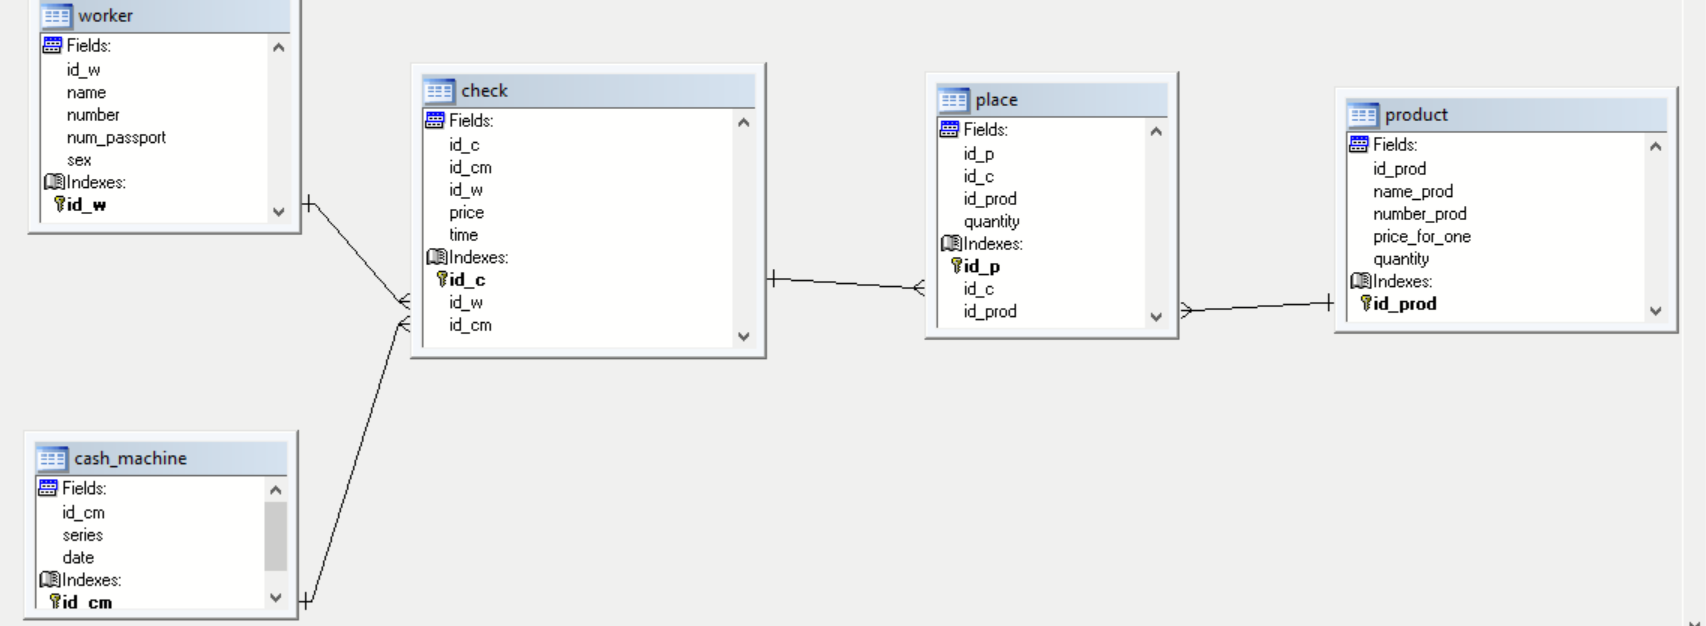 worker
Fields:
id_w
name
number
num_passport
sex
Indexes:
id_w
check
Fields:
id_c
id_cm
id_w
price
time
Indexes:
id_c
id_w
id_cm
place
Fields:
id_p
id_c
id_prod
quantity
Indexes:
id_p
id_c
id_prod
product
Fields:
id_prod
name_prod
number_prod
price_for_one
quantity
Indexes:
id_prod
cash_machine
Fields:
id_cm
series
date
Indexes:
id_cm